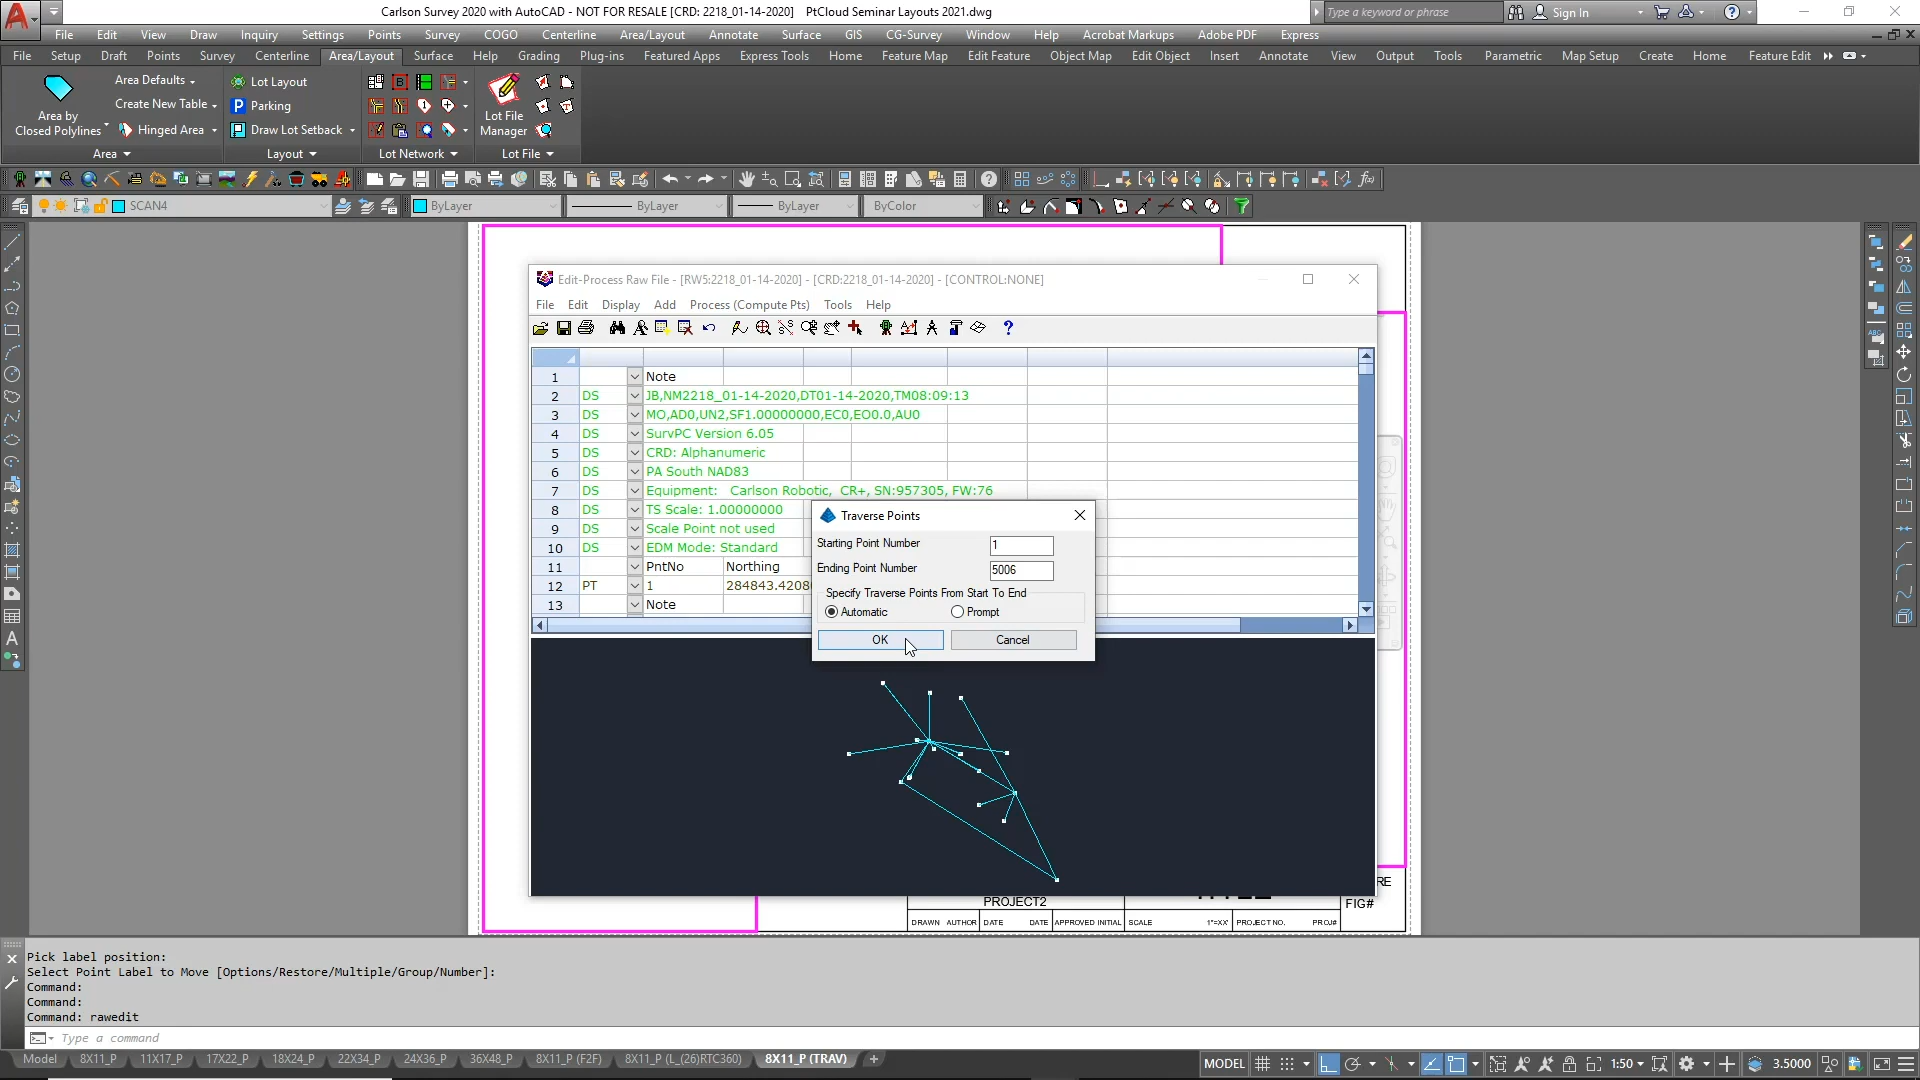 Carlson Survey 2020 with AutoCAD - NOT FOR RESALE [CRD: 2218_01-14-2020]    PtCloud Seminar Layouts 2021.dwg
Type a keyword or phrase
Sign In
File Edit View Draw Inquiry Settings Points Survey COGO Centerline Area/Layout Annotate Surface GIS CG-Survey Window Help Acrobat Markups Adobe PDF Express
File Setup Draft Points Survey Centerline Area/Layout Surface Help Grading Plug-ins Featured Apps Express Tools Home Feature Map Edit Feature Object Map Edit Object Insert Annotate View Output Tools Parametric Map Setup Create Home Feature Edit
Area by
Closed Polylines
Area Defaults
Create New Table
Hinged Area
Lot Layout
Parking
Draw Lot Setback
Lot File
Manager
Area Layout Lot Network Lot File
SCAN4 ByLayer ByLayer ByLayer ByColor
Edit-Process Raw File - [RW5:2218_01-14-2020] - [CRD:2218_01-14-2020] - [CONTROL:NONE]
File Edit Display Add Process (Compute Pts) Tools Help
1 Note
2 DS JB,NM2218_01-14-2020,DT01-14-2020,TM08:09:13
3 DS MO,AD0,UN2,SF1.00000000,EC0,EO0.0,AU0
4 DS SurvPC Version 6.05
5 DS CRD: Alphanumeric
6 DS PA South NAD83
7 DS Equipment:   Carlson Robotic,  CR+, SN:957305, FW:76
8 DS TS Scale: 1.00000000
9 DS Scale Point not used
10 DS EDM Mode: Standard
11 PntNo Northing
12 PT 1
13 Note
Traverse Points
Starting Point Number 1
Ending Point Number 5006
Specify Traverse Points From Start To End
Automatic Prompt
OK Cancel
PROJECT2
RE
FIG#
DRAWN AUTHOR DATE DATE APPROVED INITIAL SCALE 1"=XX' PROJECT NO. PROJ#
Pick label position:
Select Point Label to Move [Options/Restore/Multiple/Group/Number]:
Command:
Command:
Command: rawedit
Type a command
Model 8X11_P 11X17_P 17X22_P 18X24_P 22X34_P 24X36_P 36X48_P 8X11_P (F2F) 8X11_P (L_(26)RTC360) 8X11_P (TRAV) +
MODEL 1:50 3.5000